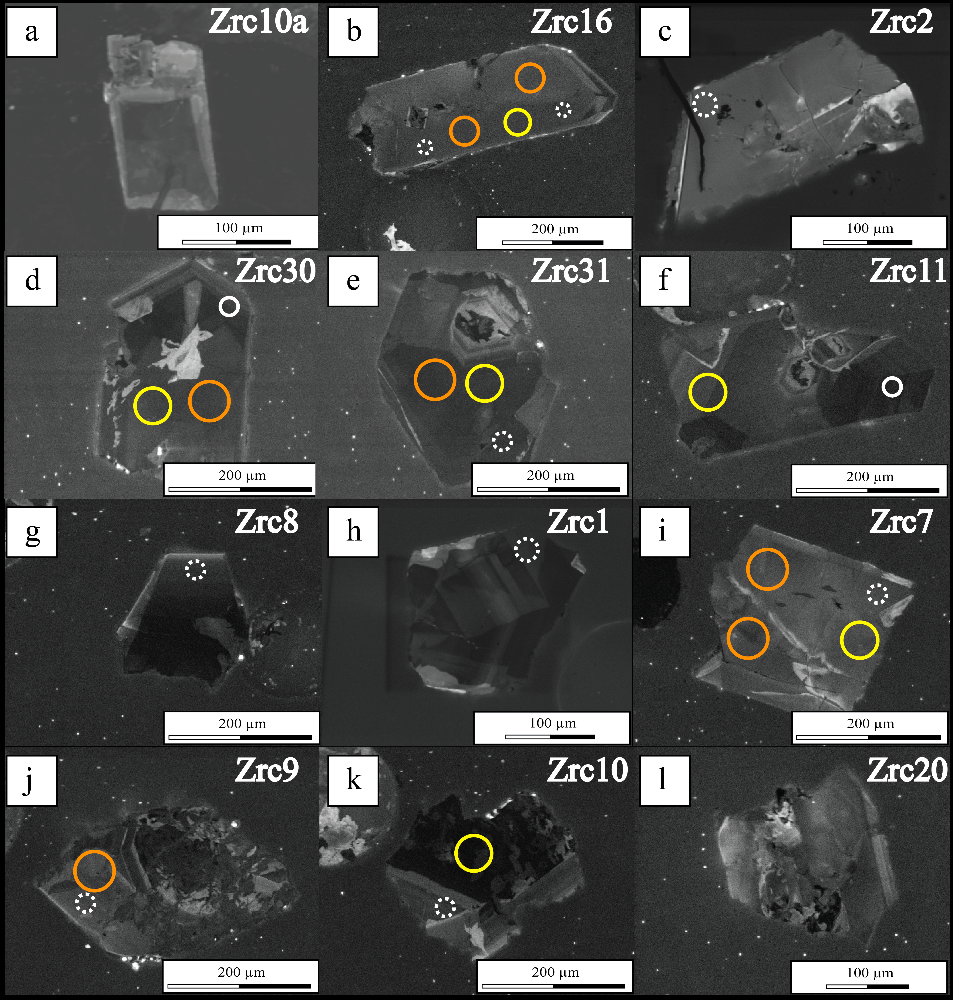 a
Zrc10a
100 µm
b
Zrc16
200 µm
c
Zrc2
100 µm
d
Zrc30
200 µm
e
Zrc31
200 µm
f
Zrc11
200 µm
g
Zrc8
200 µm
h
Zrc1
100 µm
i
Zrc7
200 µm
j
Zrc9
200 µm
k
Zrc10
200 µm
l
Zrc20
100 µm